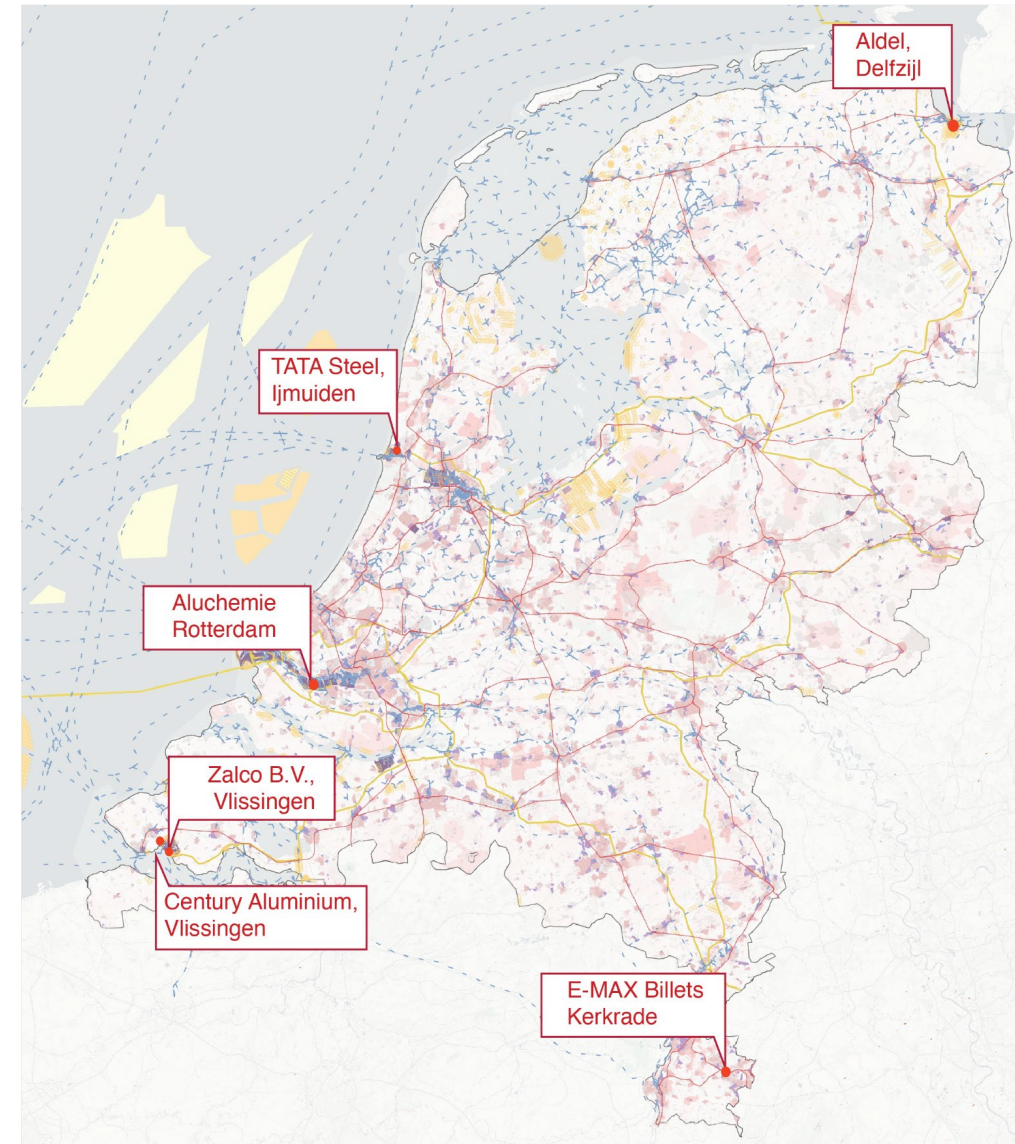 Aldel,
Delfzijl
TATA Steel,
Ijmuiden
Aluchemie
Rotterdam
Zalco B.V.,
Vlissingen
Century Aluminium,
Vlissingen
E-MAX Billets
Kerkrade